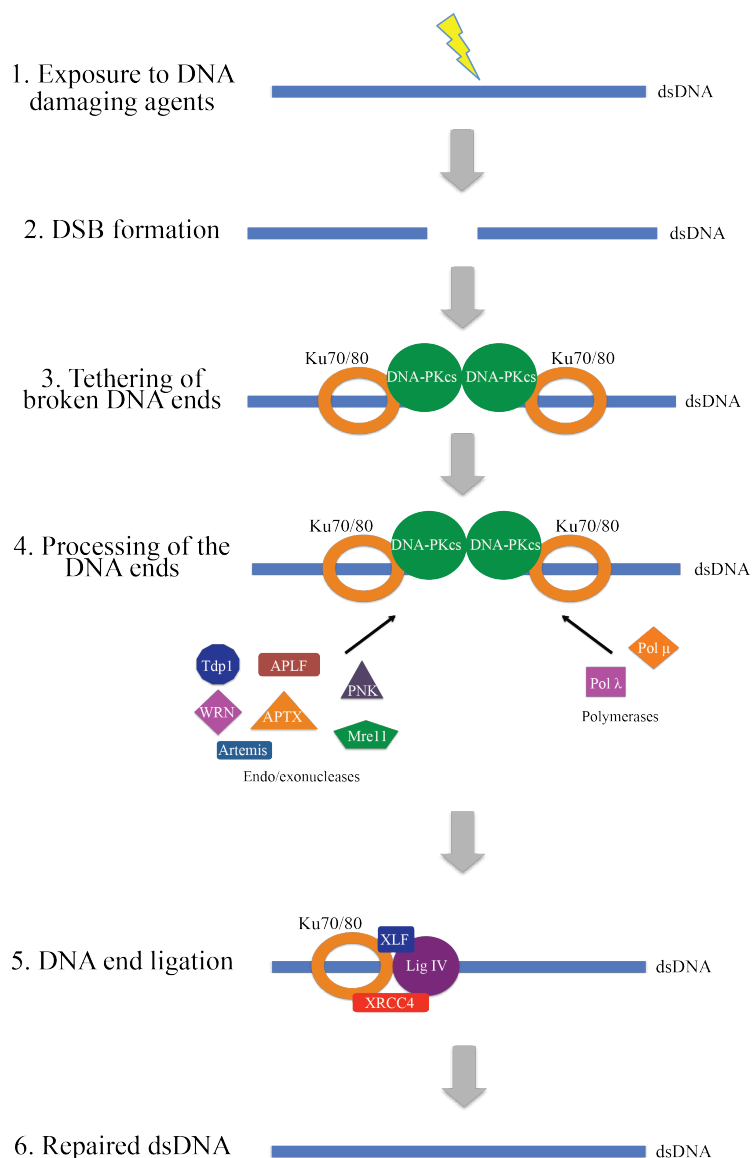 1. Exposure to DNA
damaging agents
dsDNA
2. DSB formation
dsDNA
Ku70/80
Ku70/80
DNA-PKcs
DNA-PKcs
3. Tethering of
broken DNA ends
dsDNA
Ku70/80
Ku70/80
4. Processing of the
DNA ends
DNA-PKcs
DNA-PKcs
dsDNA
Tdp1
APLF
PNK
WRN
APTX
Artemis
Mre11
Endo/exonucleases
Pol μ
Pol λ
Polymerases
Ku70/80
XLF
5. DNA end ligation
Lig IV
dsDNA
XRCC4
6. Repaired dsDNA
dsDNA